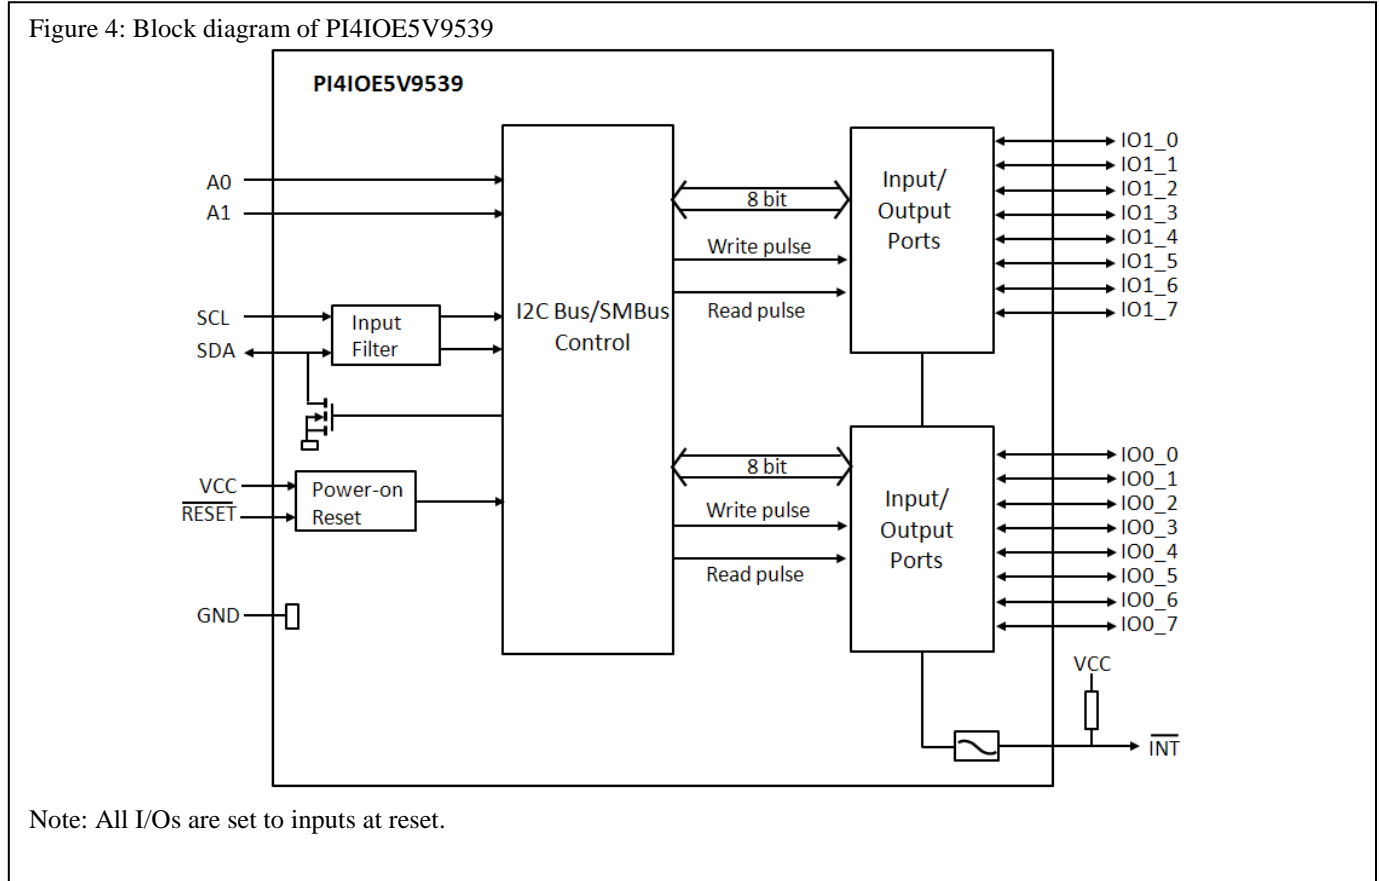 Figure 4: Block diagram of PI4IOE5V9539
PI4IOE5V9539
A0
A1
SCL
SDA
VCC
RESET
GND
Input
Filter
Power-on
Reset
I2C Bus/SMBus
Control
8 bit
Write pulse
Read pulse
8 bit
Write pulse
Read pulse
Input/
Output
Ports
Input/
Output
Ports
IO1_0
IO1_1
IO1_2
IO1_3
IO1_4
IO1_5
IO1_6
IO1_7
IO0_0
IO0_1
IO0_2
IO0_3
IO0_4
IO0_5
IO0_6
IO0_7
VCC
INT
Note: All I/Os are set to inputs at reset.